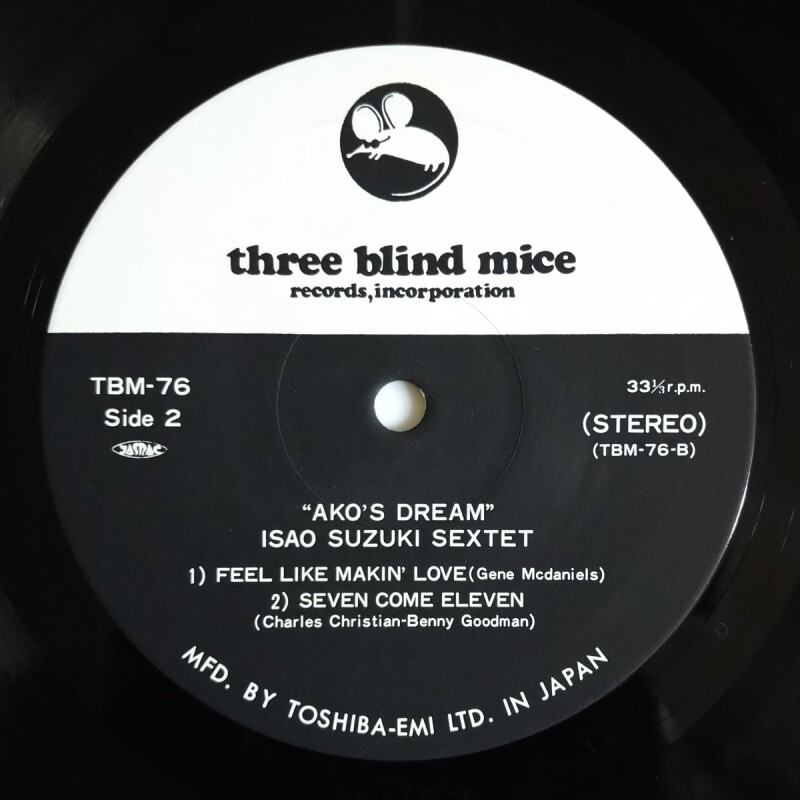 three blind mice
records,incorporation
TBM-76
Side 2
JASRAC
33⅓r.p.m.
(STEREO)
(TBM-76-B)
“AKO'S DREAM”
ISAO SUZUKI SEXTET
1) FEEL LIKE MAKIN' LOVE(Gene Mcdaniels)
2) SEVEN COME ELEVEN
(Charles Christian-Benny Goodman)
MFD. BY TOSHIBA-EMI LTD. IN JAPAN